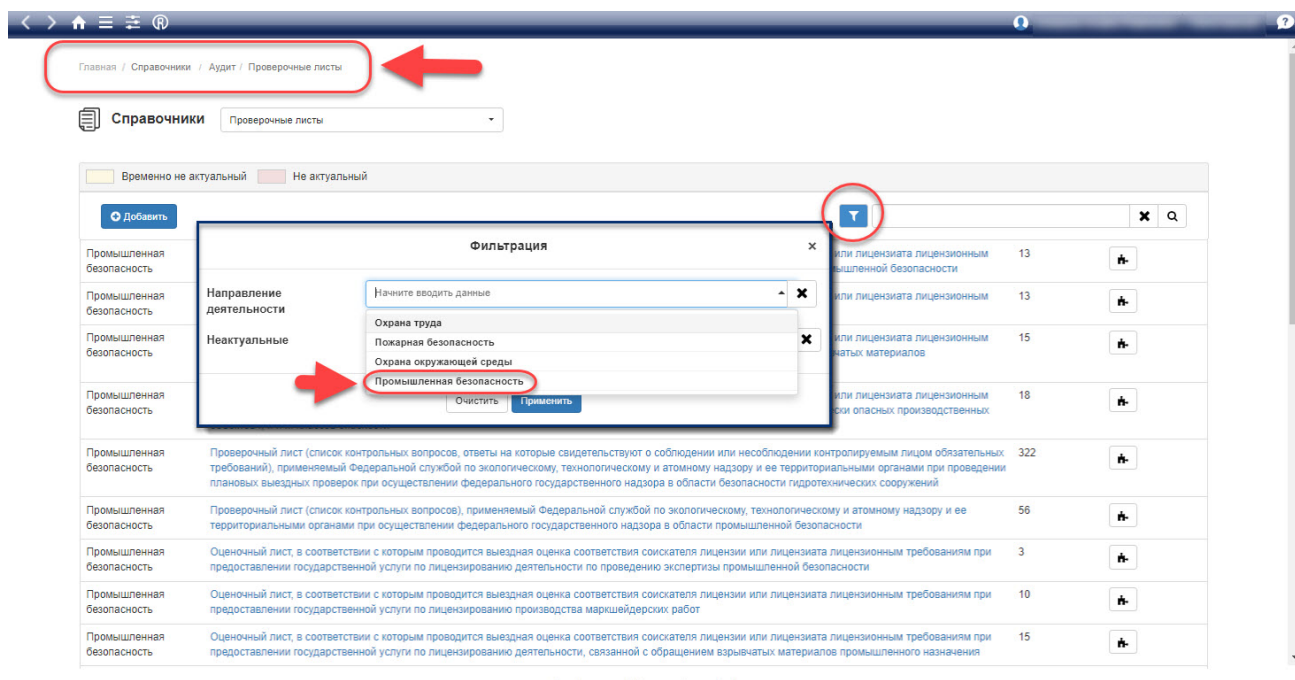 Главная / Справочники / Аудит / Проверочные листы
Справочники Проверочные листы
Временно не актуальный Не актуальный
Добавить
Фильтрация ×
Направление деятельности
Начните вводить данные
Охрана труда
Пожарная безопасность
Охрана окружающей среды
Промышленная безопасность
Неактуальные
Очистить Применить
Промышленная безопасность
или лицензиата лицензионным 13
мышленной безопасности
Промышленная безопасность
или лицензиата лицензионным 13
Промышленная безопасность
или лицензиата лицензионным 15
чатых материалов
Промышленная безопасность
или лицензиата лицензионным 18
ски опасных производственных
Промышленная безопасность
Проверочный лист (список контрольных вопросов, ответы на которые свидетельствуют о соблюдении или несоблюдении контролируемым лицом обязательных 322
требований), применяемый Федеральной службой по экологическому, технологическому и атомному надзору и ее территориальными органами при проведении
плановых выездных проверок при осуществлении федерального государственного надзора в области безопасности гидротехнических сооружений
Промышленная безопасность
Проверочный лист (список контрольных вопросов), применяемый Федеральной службой по экологическому, технологическому и атомному надзору и ее 56
территориальными органами при осуществлении федерального государственного надзора в области промышленной безопасности
Промышленная безопасность
Оценочный лист, в соответствии с которым проводится выездная оценка соответствия соискателя лицензии или лицензиата лицензионным требованиям при 3
предоставлении государственной услуги по лицензированию деятельности по проведению экспертизы промышленной безопасности
Промышленная безопасность
Оценочный лист, в соответствии с которым проводится выездная оценка соответствия соискателя лицензии или лицензиата лицензионным требованиям при 10
предоставлении государственной услуги по лицензированию производства маркшейдерских работ
Промышленная безопасность
Оценочный лист, в соответствии с которым проводится выездная оценка соответствия соискателя лицензии или лицензиата лицензионным требованиям при 15
предоставлении государственной услуги по лицензированию деятельности, связанной с обращением взрывчатых материалов промышленного назначения